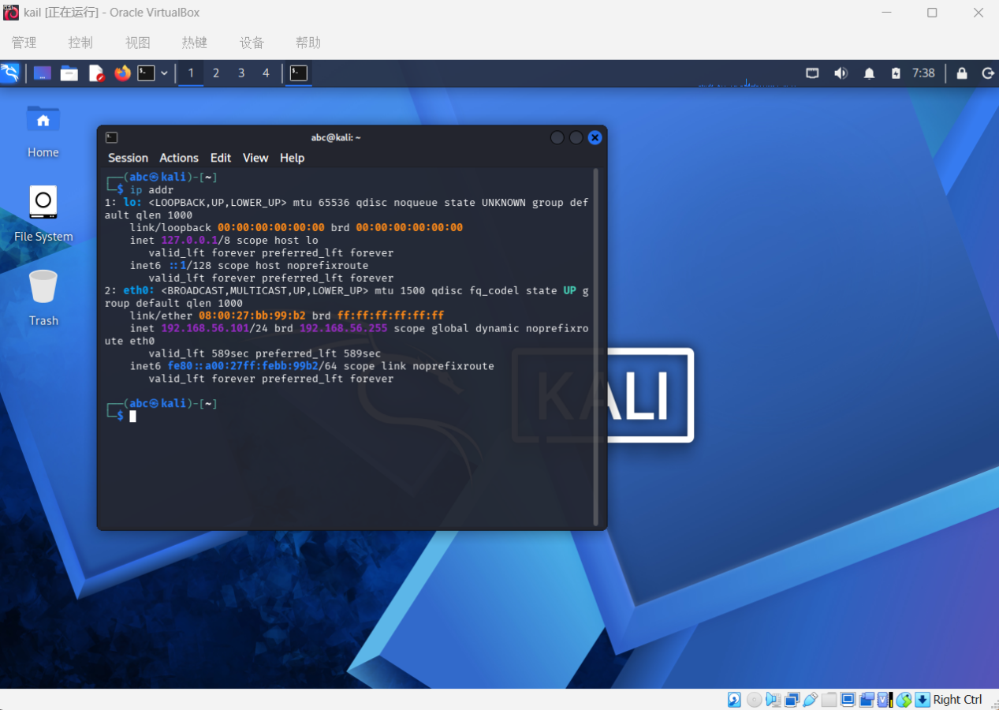 kail [正在运行] - Oracle VirtualBox
管理 控制 视图 热键 设备 帮助
1 2 3 4 7:38
Home
File System
Trash
abc@kali: ~
Session Actions Edit View Help
┌──(abc㉿kali)-[~]
└─$ ip addr
1: lo: <LOOPBACK,UP,LOWER_UP> mtu 65536 qdisc noqueue state UNKNOWN group def
ault qlen 1000
link/loopback 00:00:00:00:00:00 brd 00:00:00:00:00:00
inet 127.0.0.1/8 scope host lo
valid_lft forever preferred_lft forever
inet6 ::1/128 scope host noprefixroute
valid_lft forever preferred_lft forever
2: eth0: <BROADCAST,MULTICAST,UP,LOWER_UP> mtu 1500 qdisc fq_codel state UP g
roup default qlen 1000
link/ether 08:00:27:bb:99:b2 brd ff:ff:ff:ff:ff:ff
inet 192.168.56.101/24 brd 192.168.56.255 scope global dynamic noprefixro
ute eth0
valid_lft 589sec preferred_lft 589sec
inet6 fe80::a00:27ff:febb:99b2/64 scope link noprefixroute
valid_lft forever preferred_lft forever
┌──(abc㉿kali)-[~]
└─$
KALI
Right Ctrl